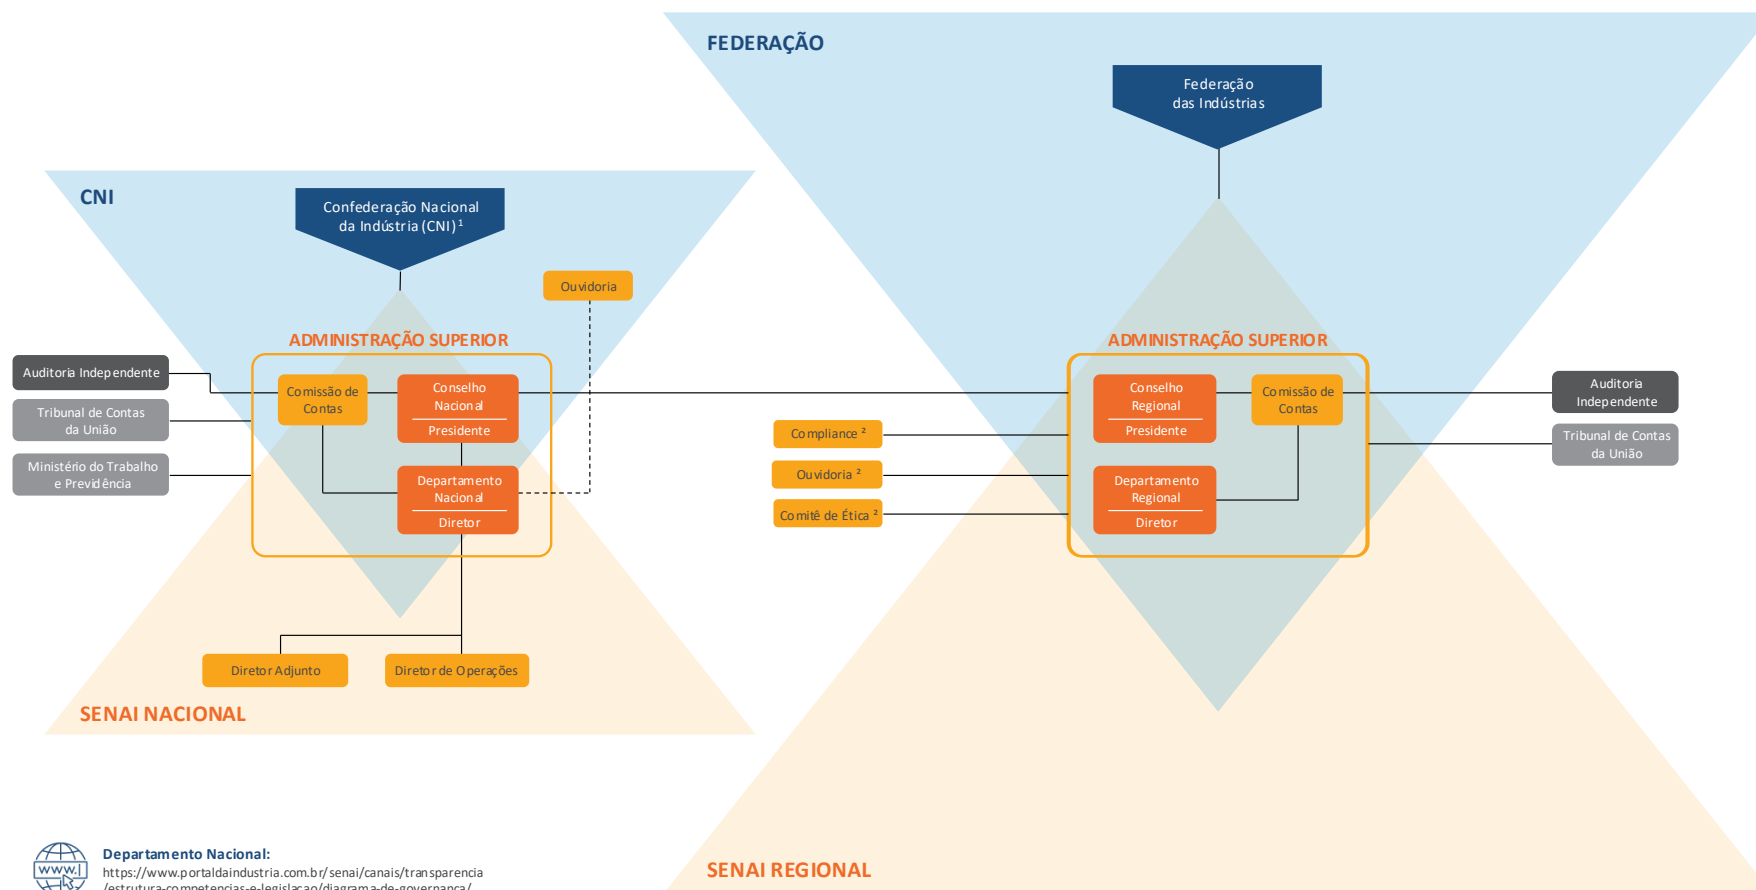 FEDERAÇÃO
Federação
das Indústrias
CNI
Confederação Nacional
da Indústria (CNI) ¹
Ouvidoria
ADMINISTRAÇÃO SUPERIOR
Auditoria Independente
Tribunal de Contas
da União
Ministério do Trabalho
e Previdência
Comissão de
Contas
Conselho
Nacional
Presidente
Departamento
Nacional
Diretor
Diretor Adjunto
Diretor de Operações
SENAI NACIONAL
ADMINISTRAÇÃO SUPERIOR
Compliance ²
Ouvidoria ²
Comitê de Ética ²
Conselho
Regional
Presidente
Comissão de
Contas
Departamento
Regional
Diretor
Auditoria
Independente
Tribunal de Contas
da União
SENAI REGIONAL
www.
Departamento Nacional:
https://www.portaldaindustria.com.br/senai/canais/transparencia
/estrutura-competencias-e-legislacao/diagrama-de-governanca/